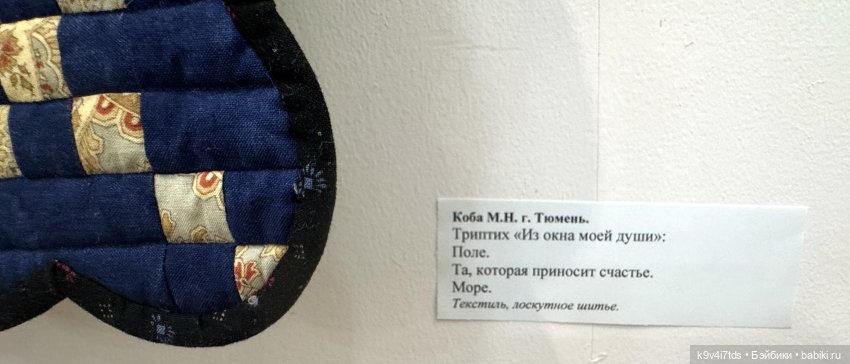 Коба М.Н. г. Тюмень.
Триптих «Из окна моей души»:
Поле.
Та, которая приносит счастье.
Море.
Текстиль, лоскутное шитье.
k9v4i7tds • Бэйбики • babiki.ru